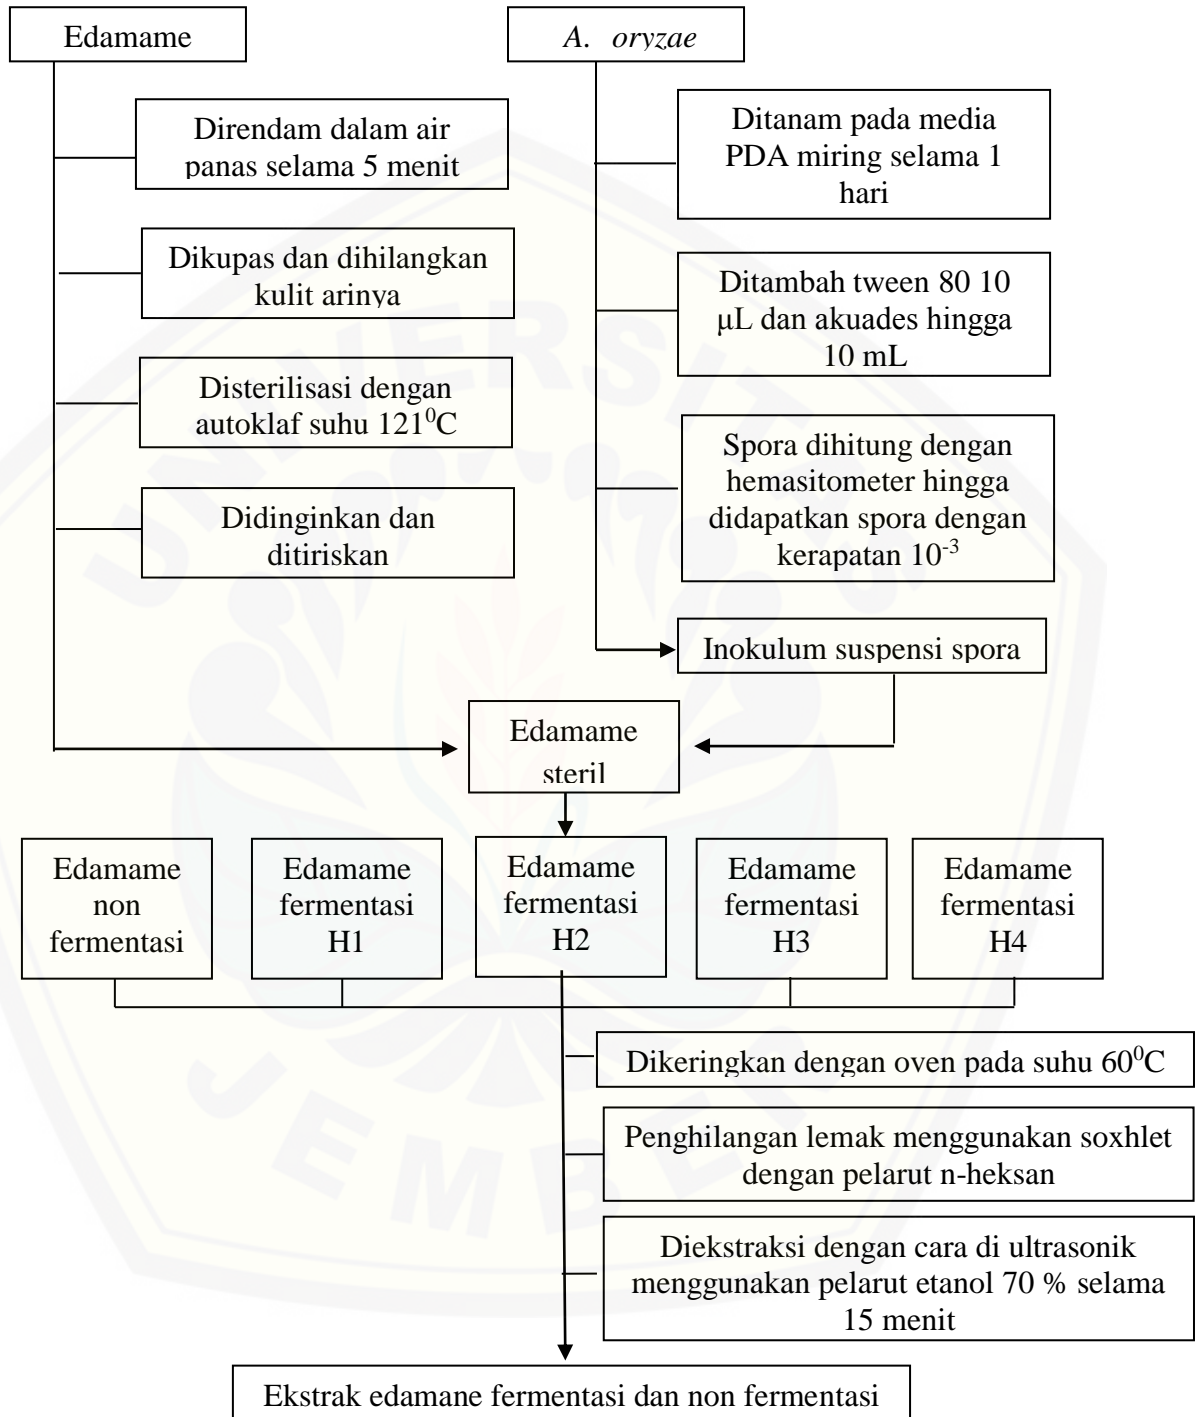 Edamame
A. oryzae
Direndam dalam air
panas selama 5 menit
Dikupas dan dihilangkan
kulit arinya
Disterilisasi dengan
autoklaf suhu 121⁰C
Didinginkan dan
ditiriskan
Ditanam pada media
PDA miring selama 1
hari
Ditambah tween 80 10
μL dan akuades hingga
10 mL
Spora dihitung dengan
hemasitometer hingga
didapatkan spora dengan
kerapatan 10⁻³
Inokulum suspensi spora
Edamame
steril
Edamame
non
fermentasi
Edamame
fermentasi
H1
Edamame
fermentasi
H2
Edamame
fermentasi
H3
Edamame
fermentasi
H4
Dikeringkan dengan oven pada suhu 60⁰C
Penghilangan lemak menggunakan soxhlet
dengan pelarut n-heksan
Diekstraksi dengan cara di ultrasonik
menggunakan pelarut etanol 70 % selama
15 menit
Ekstrak edamane fermentasi dan non fermentasi
UNIVERSITAS
JEMBER